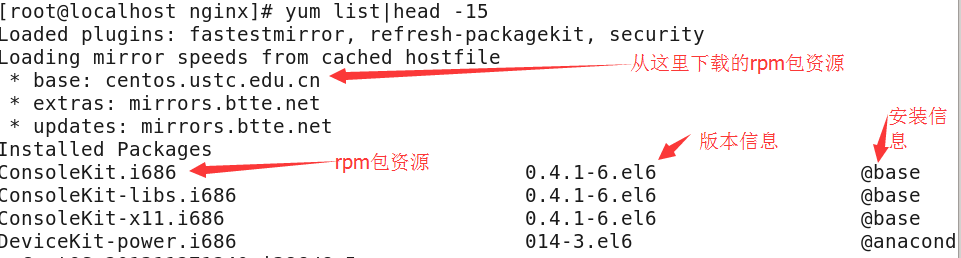 [root@localhost nginx]# yum list|head -15
Loaded plugins: fastestmirror, refresh-packagekit, security
Loading mirror speeds from cached hostfile
* base: centos.ustc.edu.cn 从这里下载的rpm包资源
* extras: mirrors.btte.net
* updates: mirrors.btte.net
安装信
息
版本信息
Installed Packages
rpm包资源
ConsoleKit.i686 0.4.1-6.el6 @base
ConsoleKit-libs.i686 0.4.1-6.el6 @base
ConsoleKit-x11.i686 0.4.1-6.el6 @base
DeviceKit-power.i686 014-3.el6 @anacond